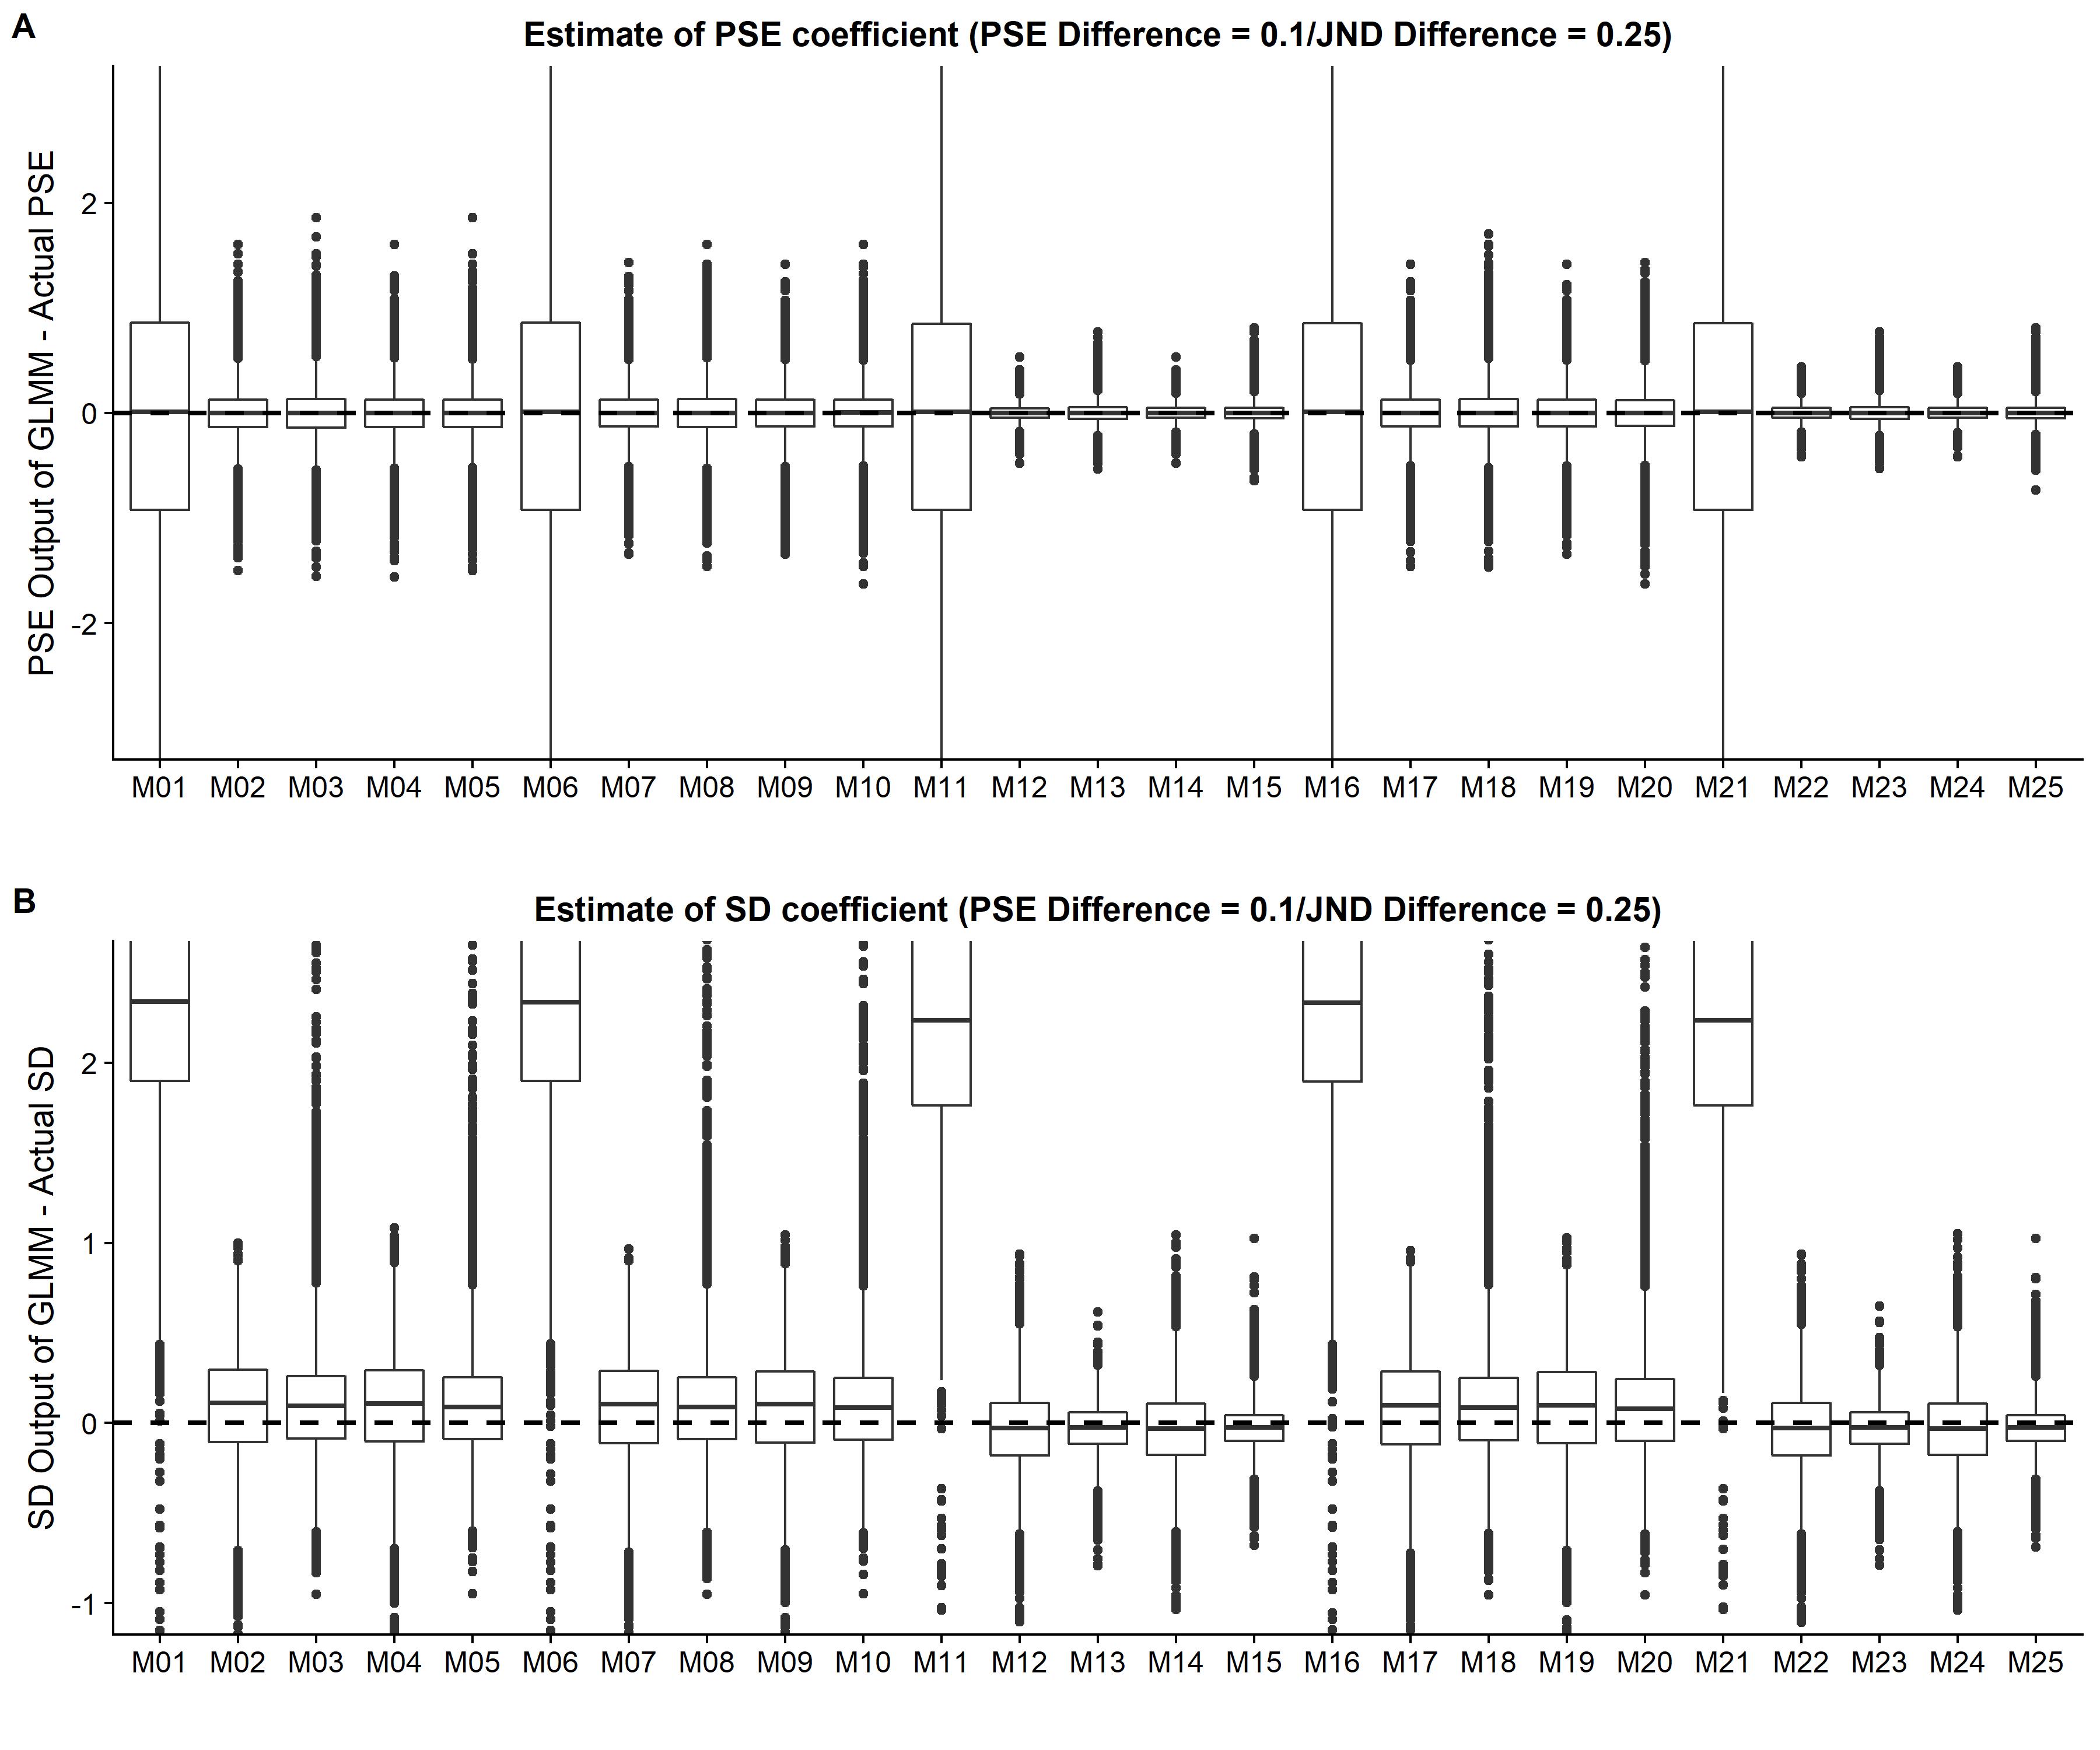 A
Estimate of PSE coefficient (PSE Difference = 0.1/JND Difference = 0.25)
PSE Output of GLMM - Actual PSE
2
0
-2
M01 M02 M03 M04 M05 M06 M07 M08 M09 M10 M11 M12 M13 M14 M15 M16 M17 M18 M19 M20 M21 M22 M23 M24 M25
B
Estimate of SD coefficient (PSE Difference = 0.1/JND Difference = 0.25)
SD Output of GLMM - Actual SD
2
1
0
-1
M01 M02 M03 M04 M05 M06 M07 M08 M09 M10 M11 M12 M13 M14 M15 M16 M17 M18 M19 M20 M21 M22 M23 M24 M25